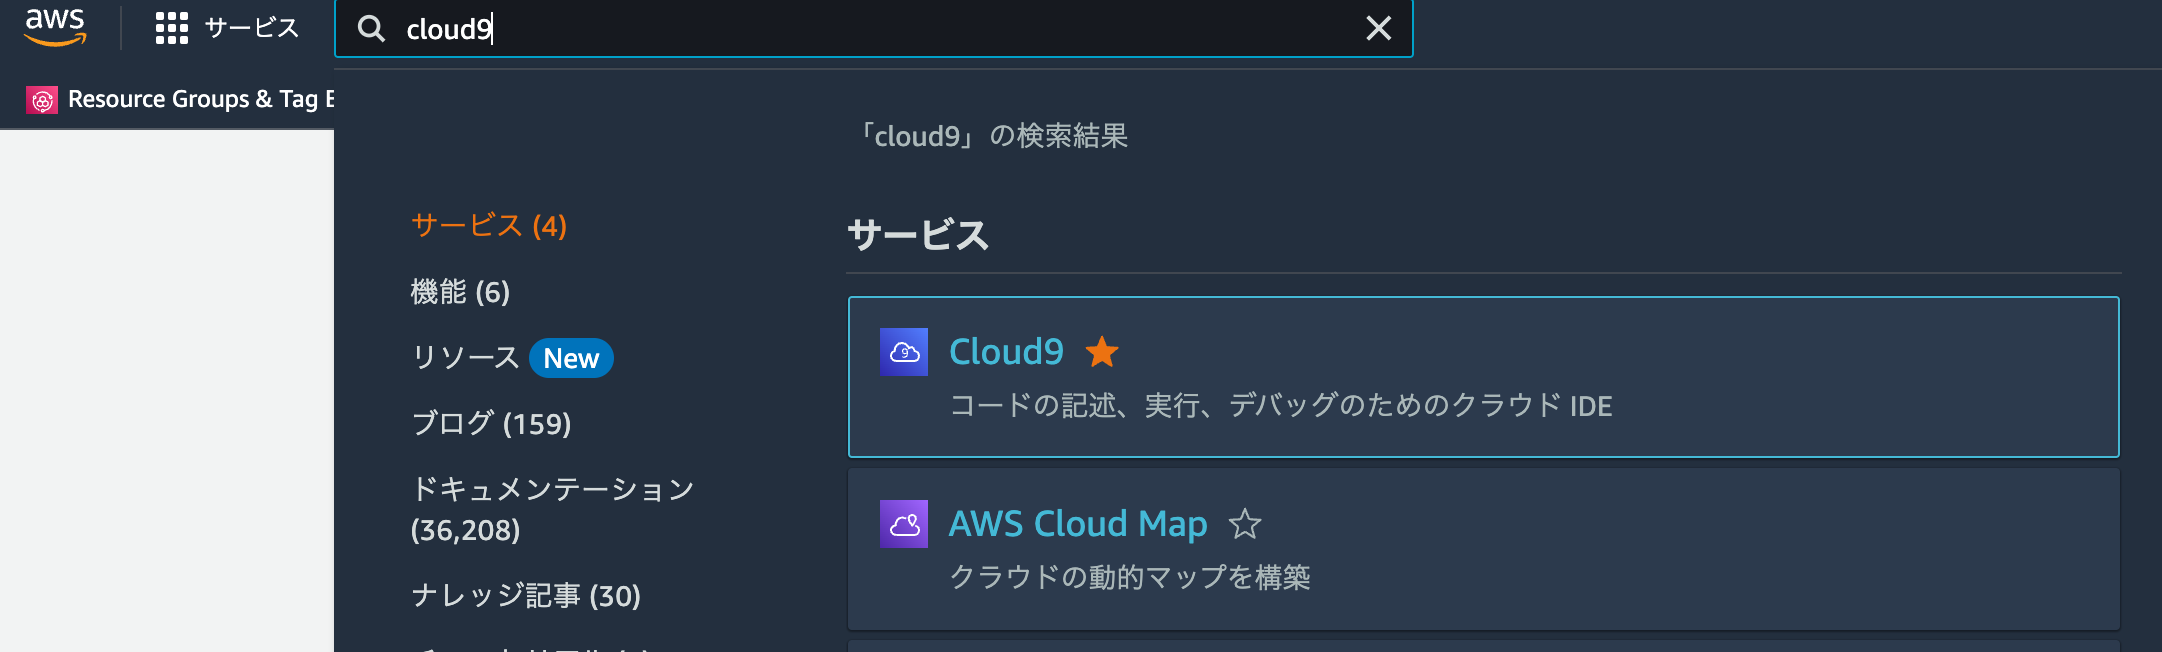 aws
サービス
cloud9
Resource Groups & Tag E
「cloud9」の検索結果
サービス (4)
機能 (6)
リソース New
ブログ (159)
ドキュメンテーション
(36,208)
ナレッジ記事 (30)
サービス
Cloud9
コードの記述、実行、デバッグのためのクラウド IDE
AWS Cloud Map
クラウドの動的マップを構築